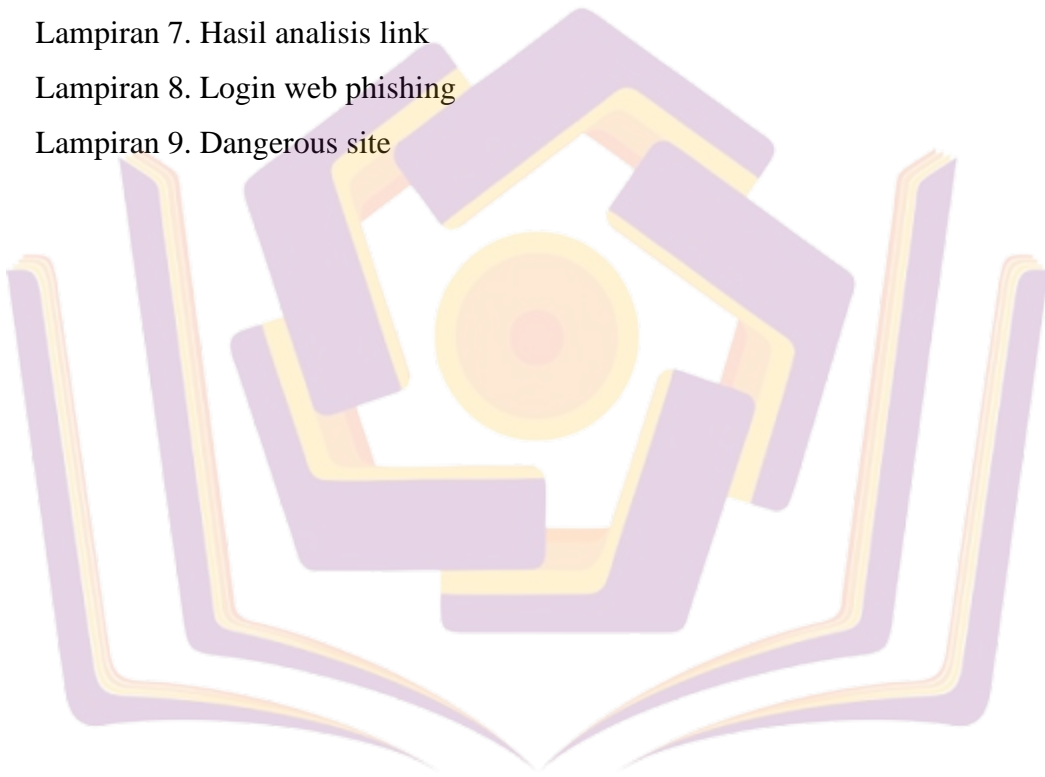 Lampiran 7. Hasil analisis link
Lampiran 8. Login web phishing
Lampiran 9. Dangerous site